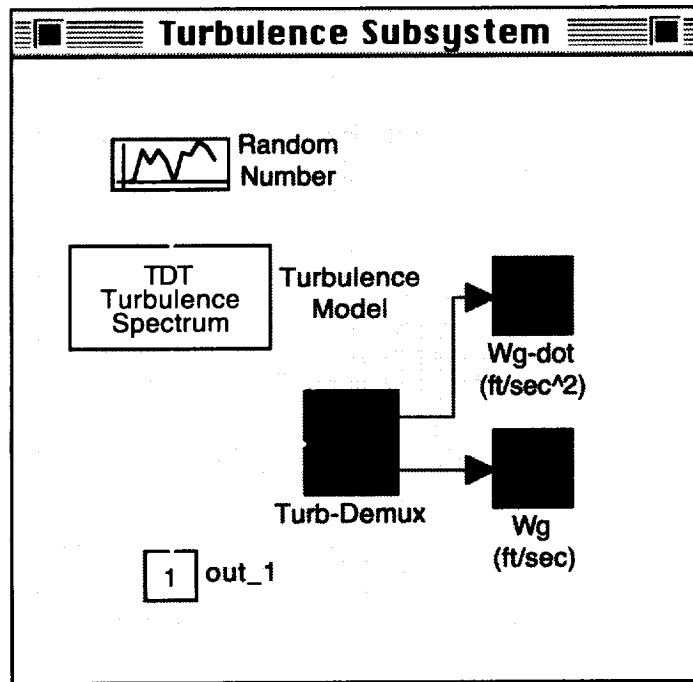 Turbulence Subsystem
Random
Number
TDT
Turbulence
Spectrum
Turbulence
Model
Wg-dot
(ft/sec^2)
Turb-Demux
Wg
(ft/sec)
1
out_1